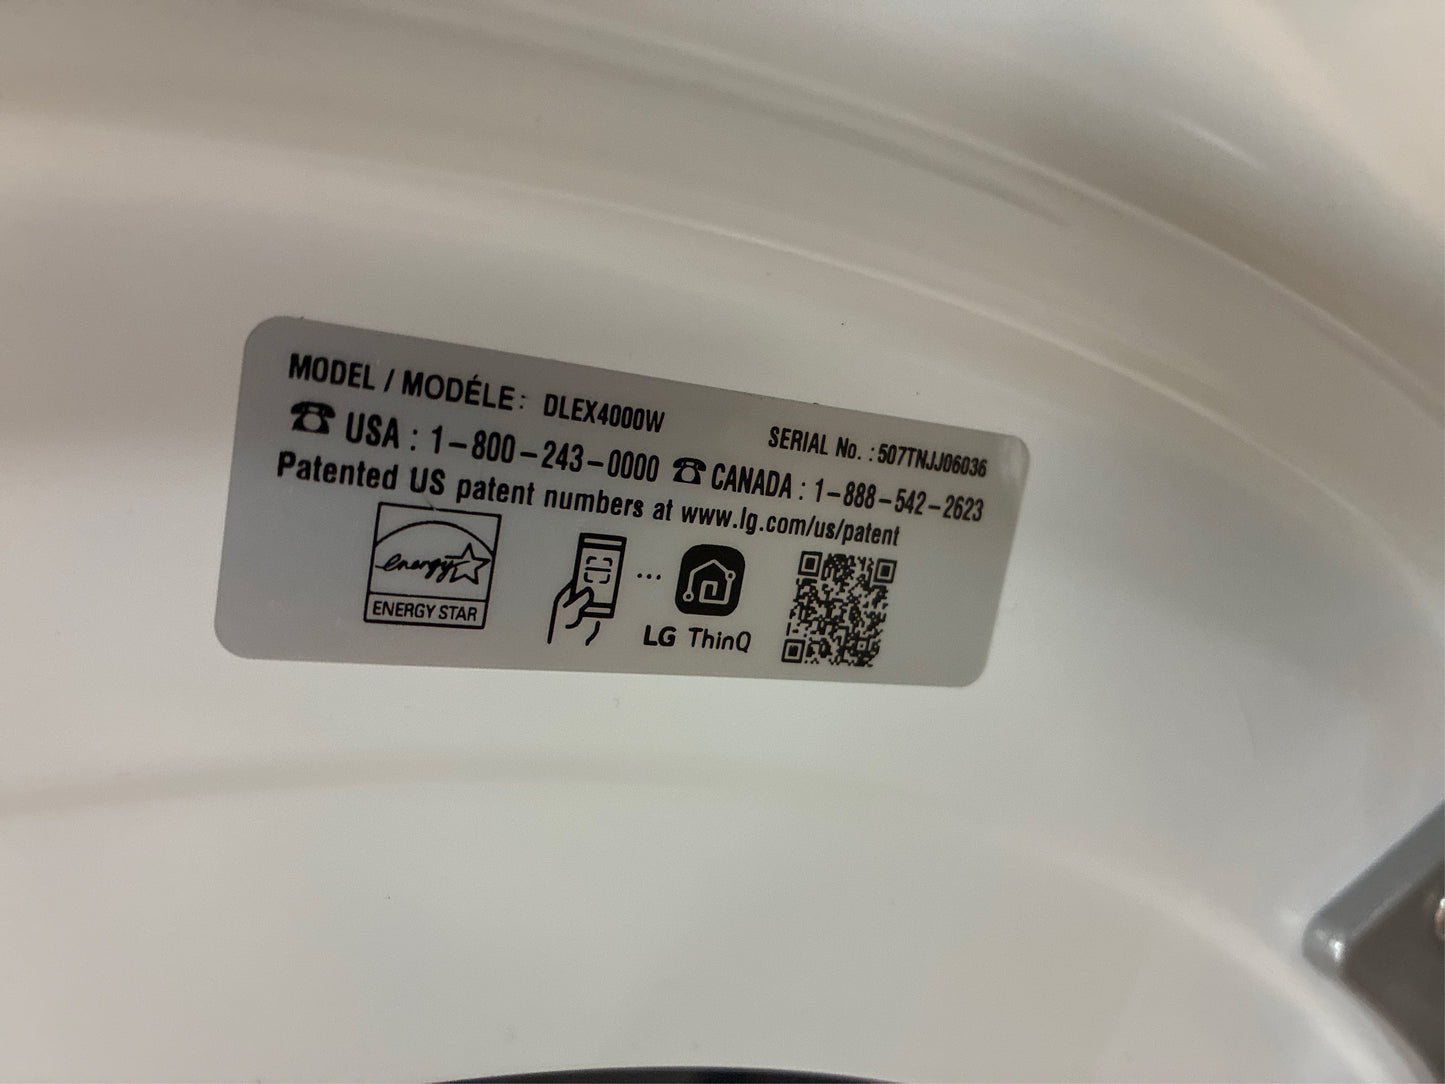 MODEL / MODÉLE: DLEX4000W SERIAL No. : 507TNJJ06036
☎ USA : 1-800-243-0000 ☎ CANADA : 1-888-542-2623
Patented US patent numbers at www.lg.com/us/patent
energy
ENERGY STAR
LG ThinQ